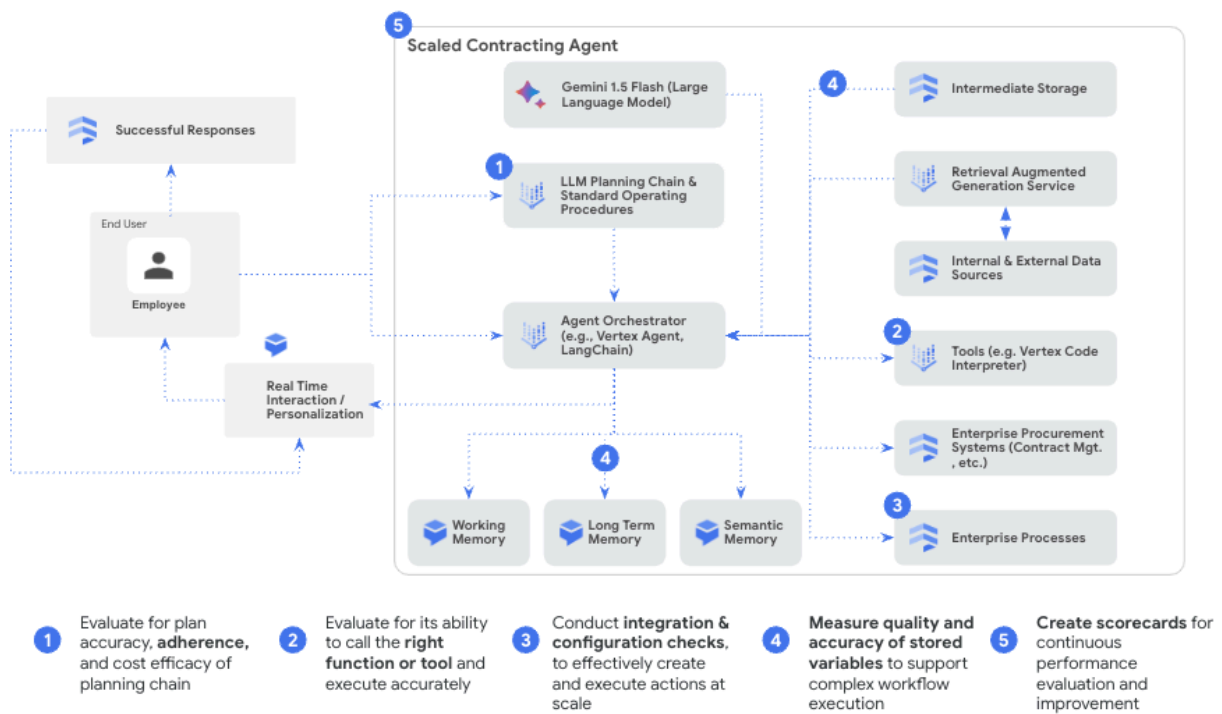 5
Scaled Contracting Agent
Gemini 1.5 Flash (Large
Language Model)
4
Intermediate Storage
Successful Responses
1
LLM Planning Chain &
Standard Operating
Procedures
Retrieval Augmented
Generation Service
End User
Employee
Internal & External Data
Sources
Agent Orchestrator
(e.g., Vertex Agent,
LangChain)
2
Tools (e.g. Vertex Code
Interpreter)
Real Time
Interaction /
Personalization
Enterprise Procurement
Systems (Contract Mgt.
, etc.)
4
3
Enterprise Processes
Working
Memory
Long Term
Memory
Semantic
Memory
1
Evaluate for plan
accuracy, adherence,
and cost efficacy of
planning chain
2
Evaluate for its ability
to call the right
function or tool and
execute accurately
3
Conduct integration &
configuration checks,
to effectively create
and execute actions at
scale
4
Measure quality and
accuracy of stored
variables to support
complex workflow
execution
5
Create scorecards for
continuous
performance
evaluation and
improvement